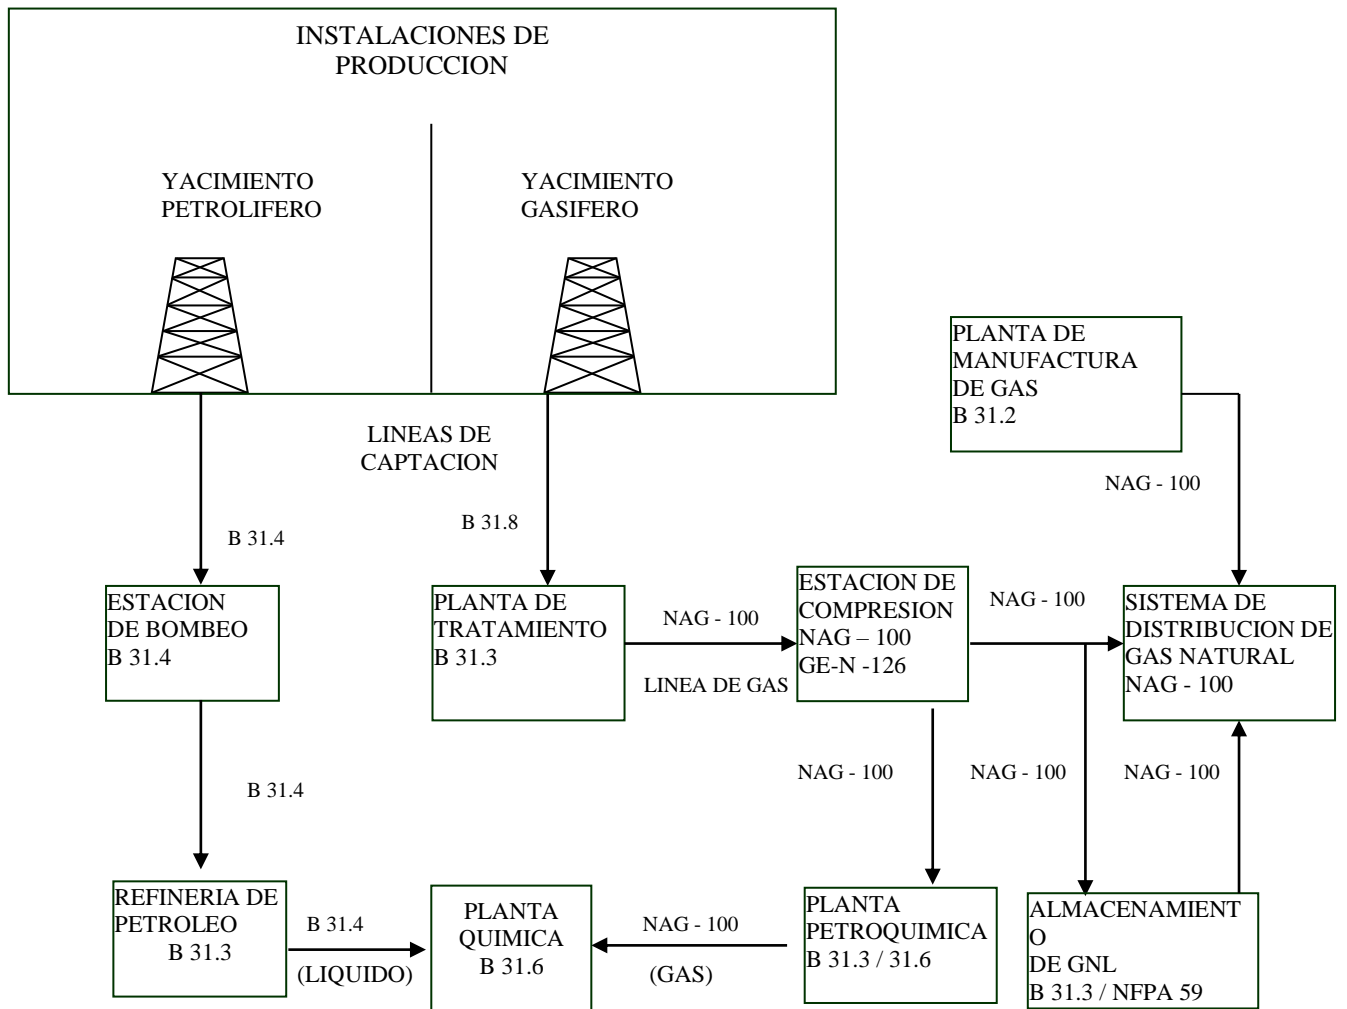 INSTALACIONES DE
PRODUCCION
YACIMIENTO
PETROLIFERO
YACIMIENTO
GASIFERO
PLANTA DE
MANUFACTURA
DE GAS
B 31.2
LINEAS DE
CAPTACION
NAG - 100
B 31.4
B 31.8
ESTACION
DE BOMBEO
B 31.4
PLANTA DE
TRATAMIENTO
B 31.3
NAG - 100
LINEA DE GAS
ESTACION DE
COMPRESION
NAG – 100
GE-N -126
NAG - 100
SISTEMA DE
DISTRIBUCION DE
GAS NATURAL
NAG - 100
B 31.4
NAG - 100
NAG - 100
NAG - 100
REFINERIA DE
PETROLEO
B 31.3
B 31.4
(LIQUIDO)
PLANTA
QUIMICA
B 31.6
NAG - 100
(GAS)
PLANTA
PETROQUIMICA
B 31.3 / 31.6
ALMACENAMIENT
O
DE GNL
B 31.3 / NFPA 59